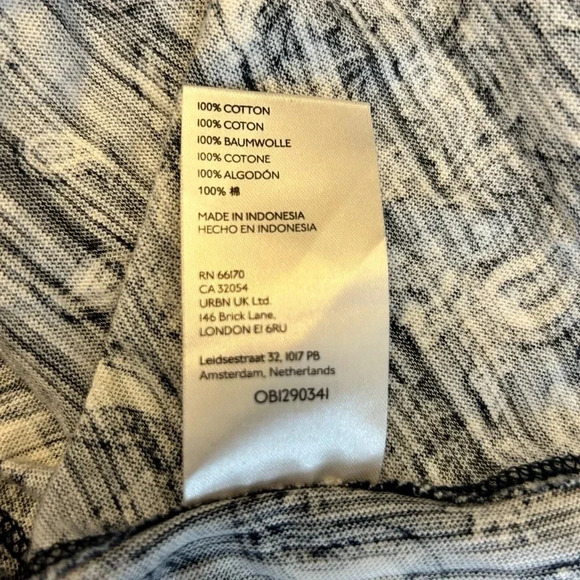 100% COTTON
100% COTON
100% BAUMWOLLE
100% COTONE
100% ALGODÓN
100% 棉
MADE IN INDONESIA
HECHO EN INDONESIA
RN 66170
CA 32054
URBN UK Ltd.
146 Brick Lane,
LONDON E1 6RU
Leidsestraat 32, 1017 PB
Amsterdam, Netherlands
OB1290341